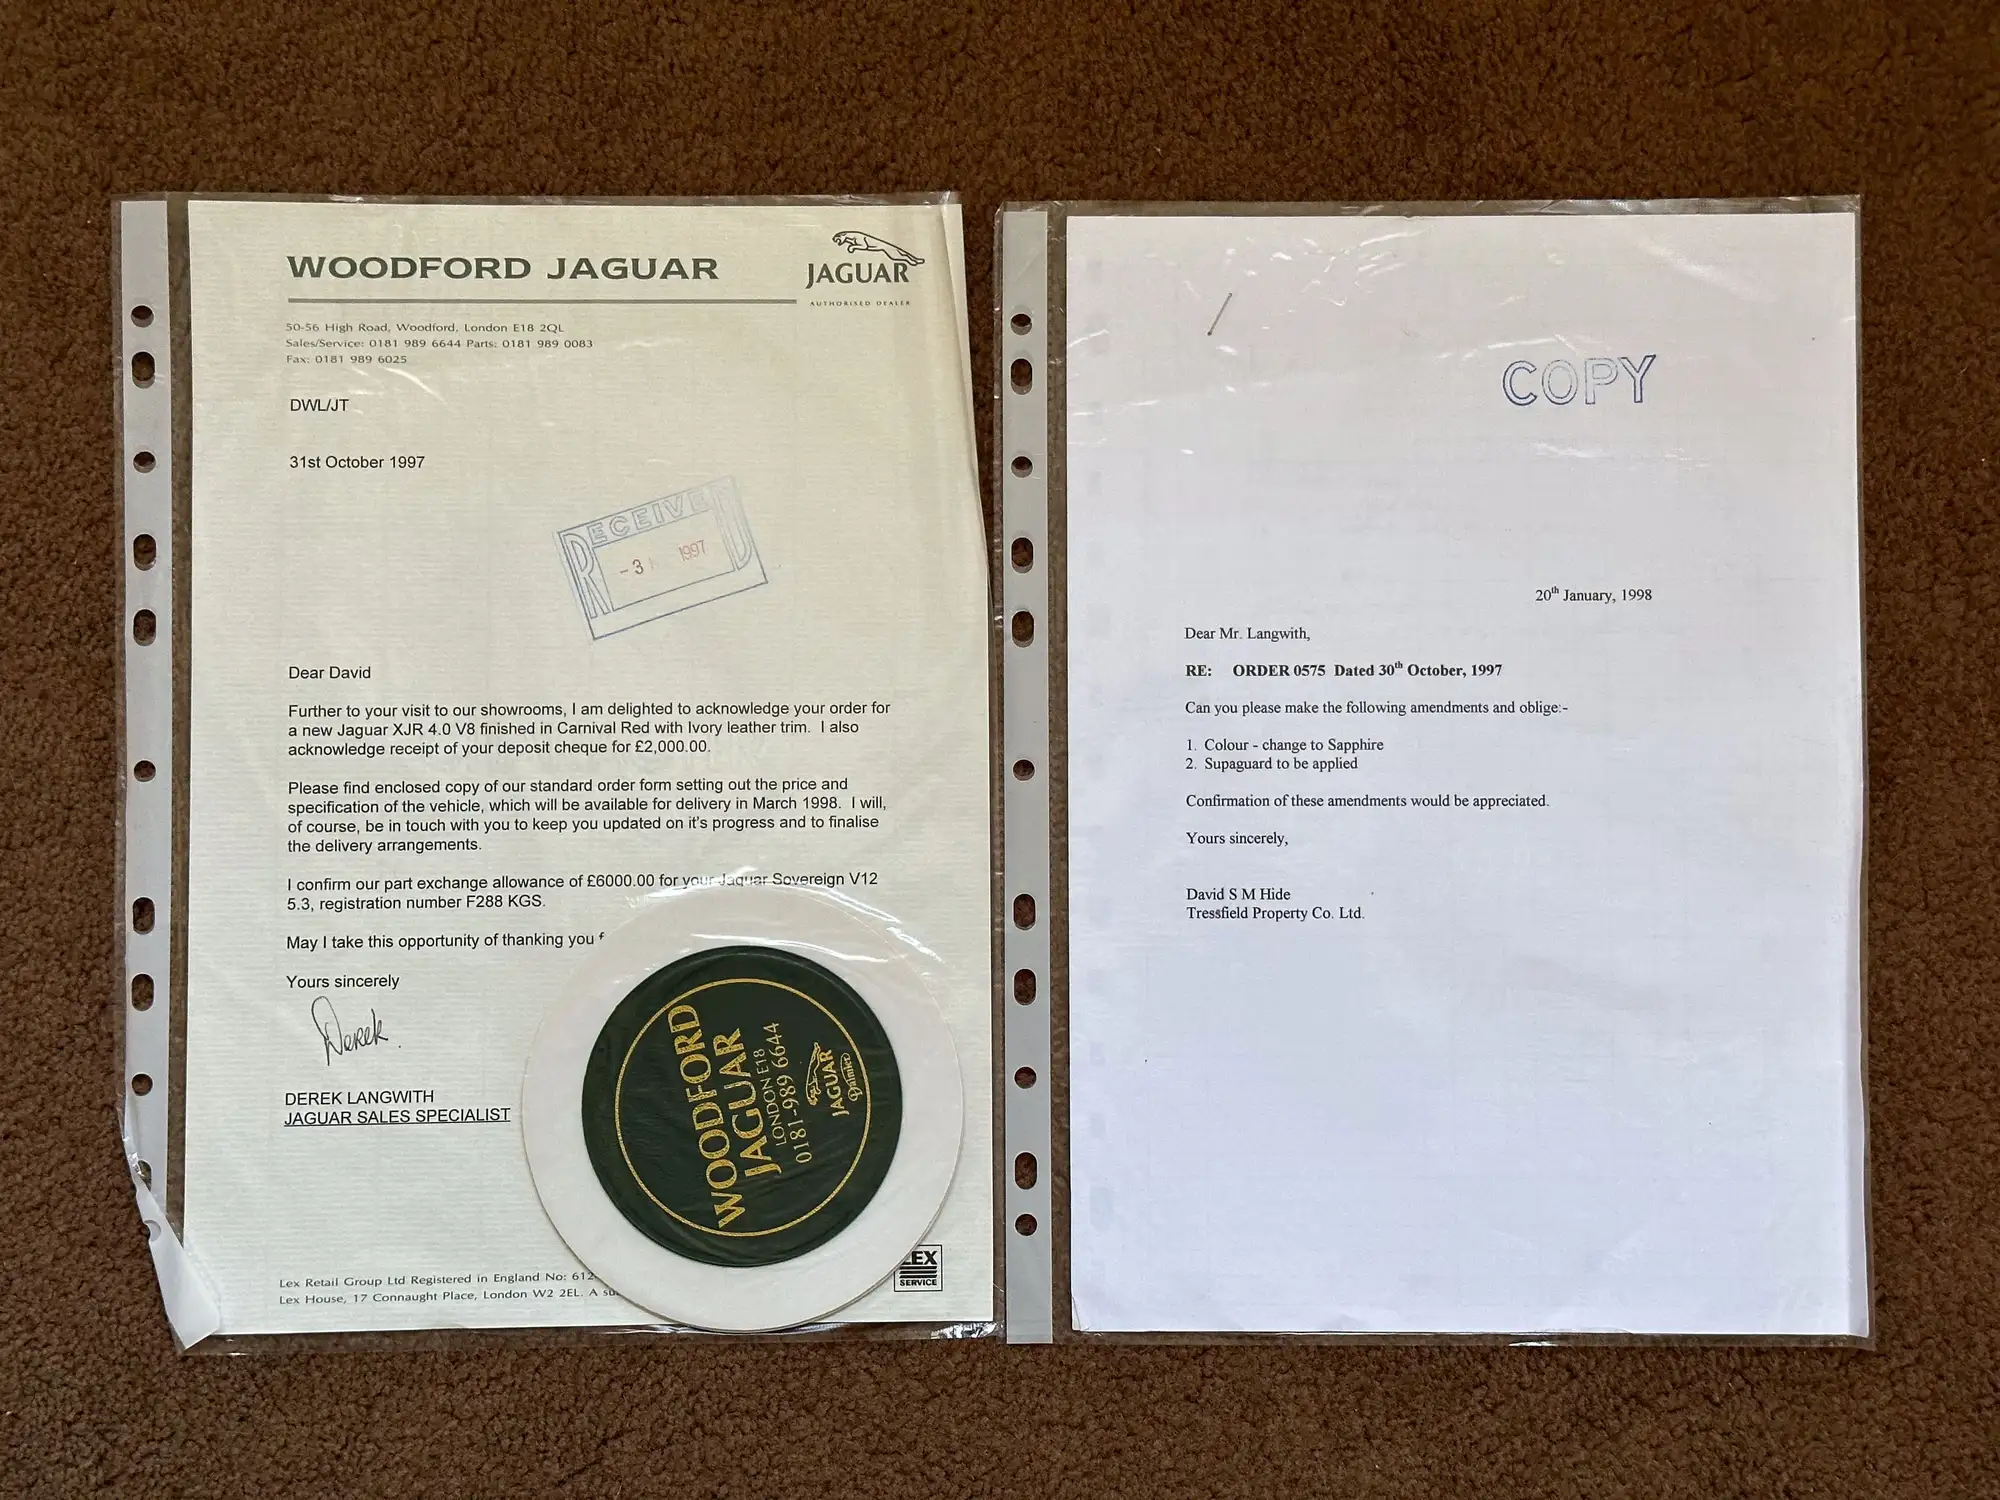 WOODFORD JAGUAR
JAGUAR
AUTHORISED DEALER
50-56 High Road, Woodford, London E18 2QL
Sales/Service: 0181 989 6644 Parts: 0181 989 0083
Fax: 0181 989 6025
DWL/JT
31st October 1997
RECEIVED
-3 1997
Dear David
Further to your visit to our showrooms, I am delighted to acknowledge your order for
a new Jaguar XJR 4.0 V8 finished in Carnival Red with Ivory leather trim. I also
acknowledge receipt of your deposit cheque for £2,000.00.
Please find enclosed copy of our standard order form setting out the price and
specification of the vehicle, which will be available for delivery in March 1998. I will,
of course, be in touch with you to keep you updated on it's progress and to finalise
the delivery arrangements.
I confirm our part exchange allowance of £6000.00 for your Jaguar Sovereign V12
5.3, registration number F288 KGS.
May I take this opportunity of thanking you
Yours sincerely
Derek.
DEREK LANGWITH
JAGUAR SALES SPECIALIST
WOODFORD
JAGUAR
LONDON E18
0181-989 6644
JAGUAR
Daimler
Lex Retail Group Ltd Registered in England No: 612
Lex House, 17 Connaught Place, London W2 2EL. A
LEX
SERVICE
COPY
20th January, 1998
Dear Mr. Langwith,
RE: ORDER 0575 Dated 30th October, 1997
Can you please make the following amendments and oblige:-
1. Colour - change to Sapphire
2. Supaguard to be applied
Confirmation of these amendments would be appreciated.
Yours sincerely,
David S M Hide
Tressfield Property Co. Ltd.